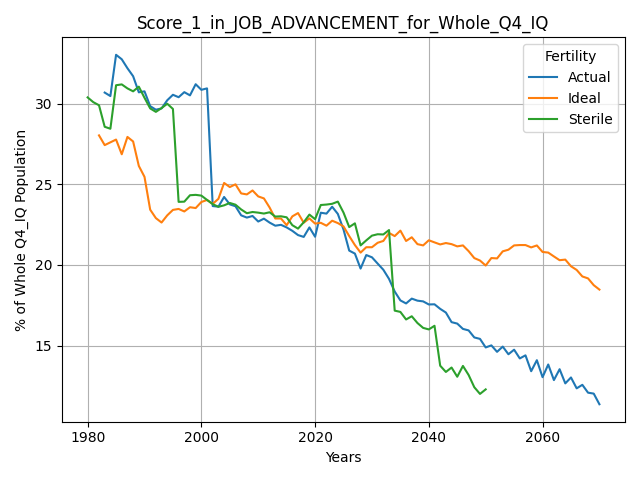 Score_1_in_JOB_ADVANCEMENT_for_Whole_Q4_IQ
Fertility
Actual
Ideal
Sterile
% of Whole Q4_IQ Population
30
25
20
15
1980
2000
2020
2040
2060
Years